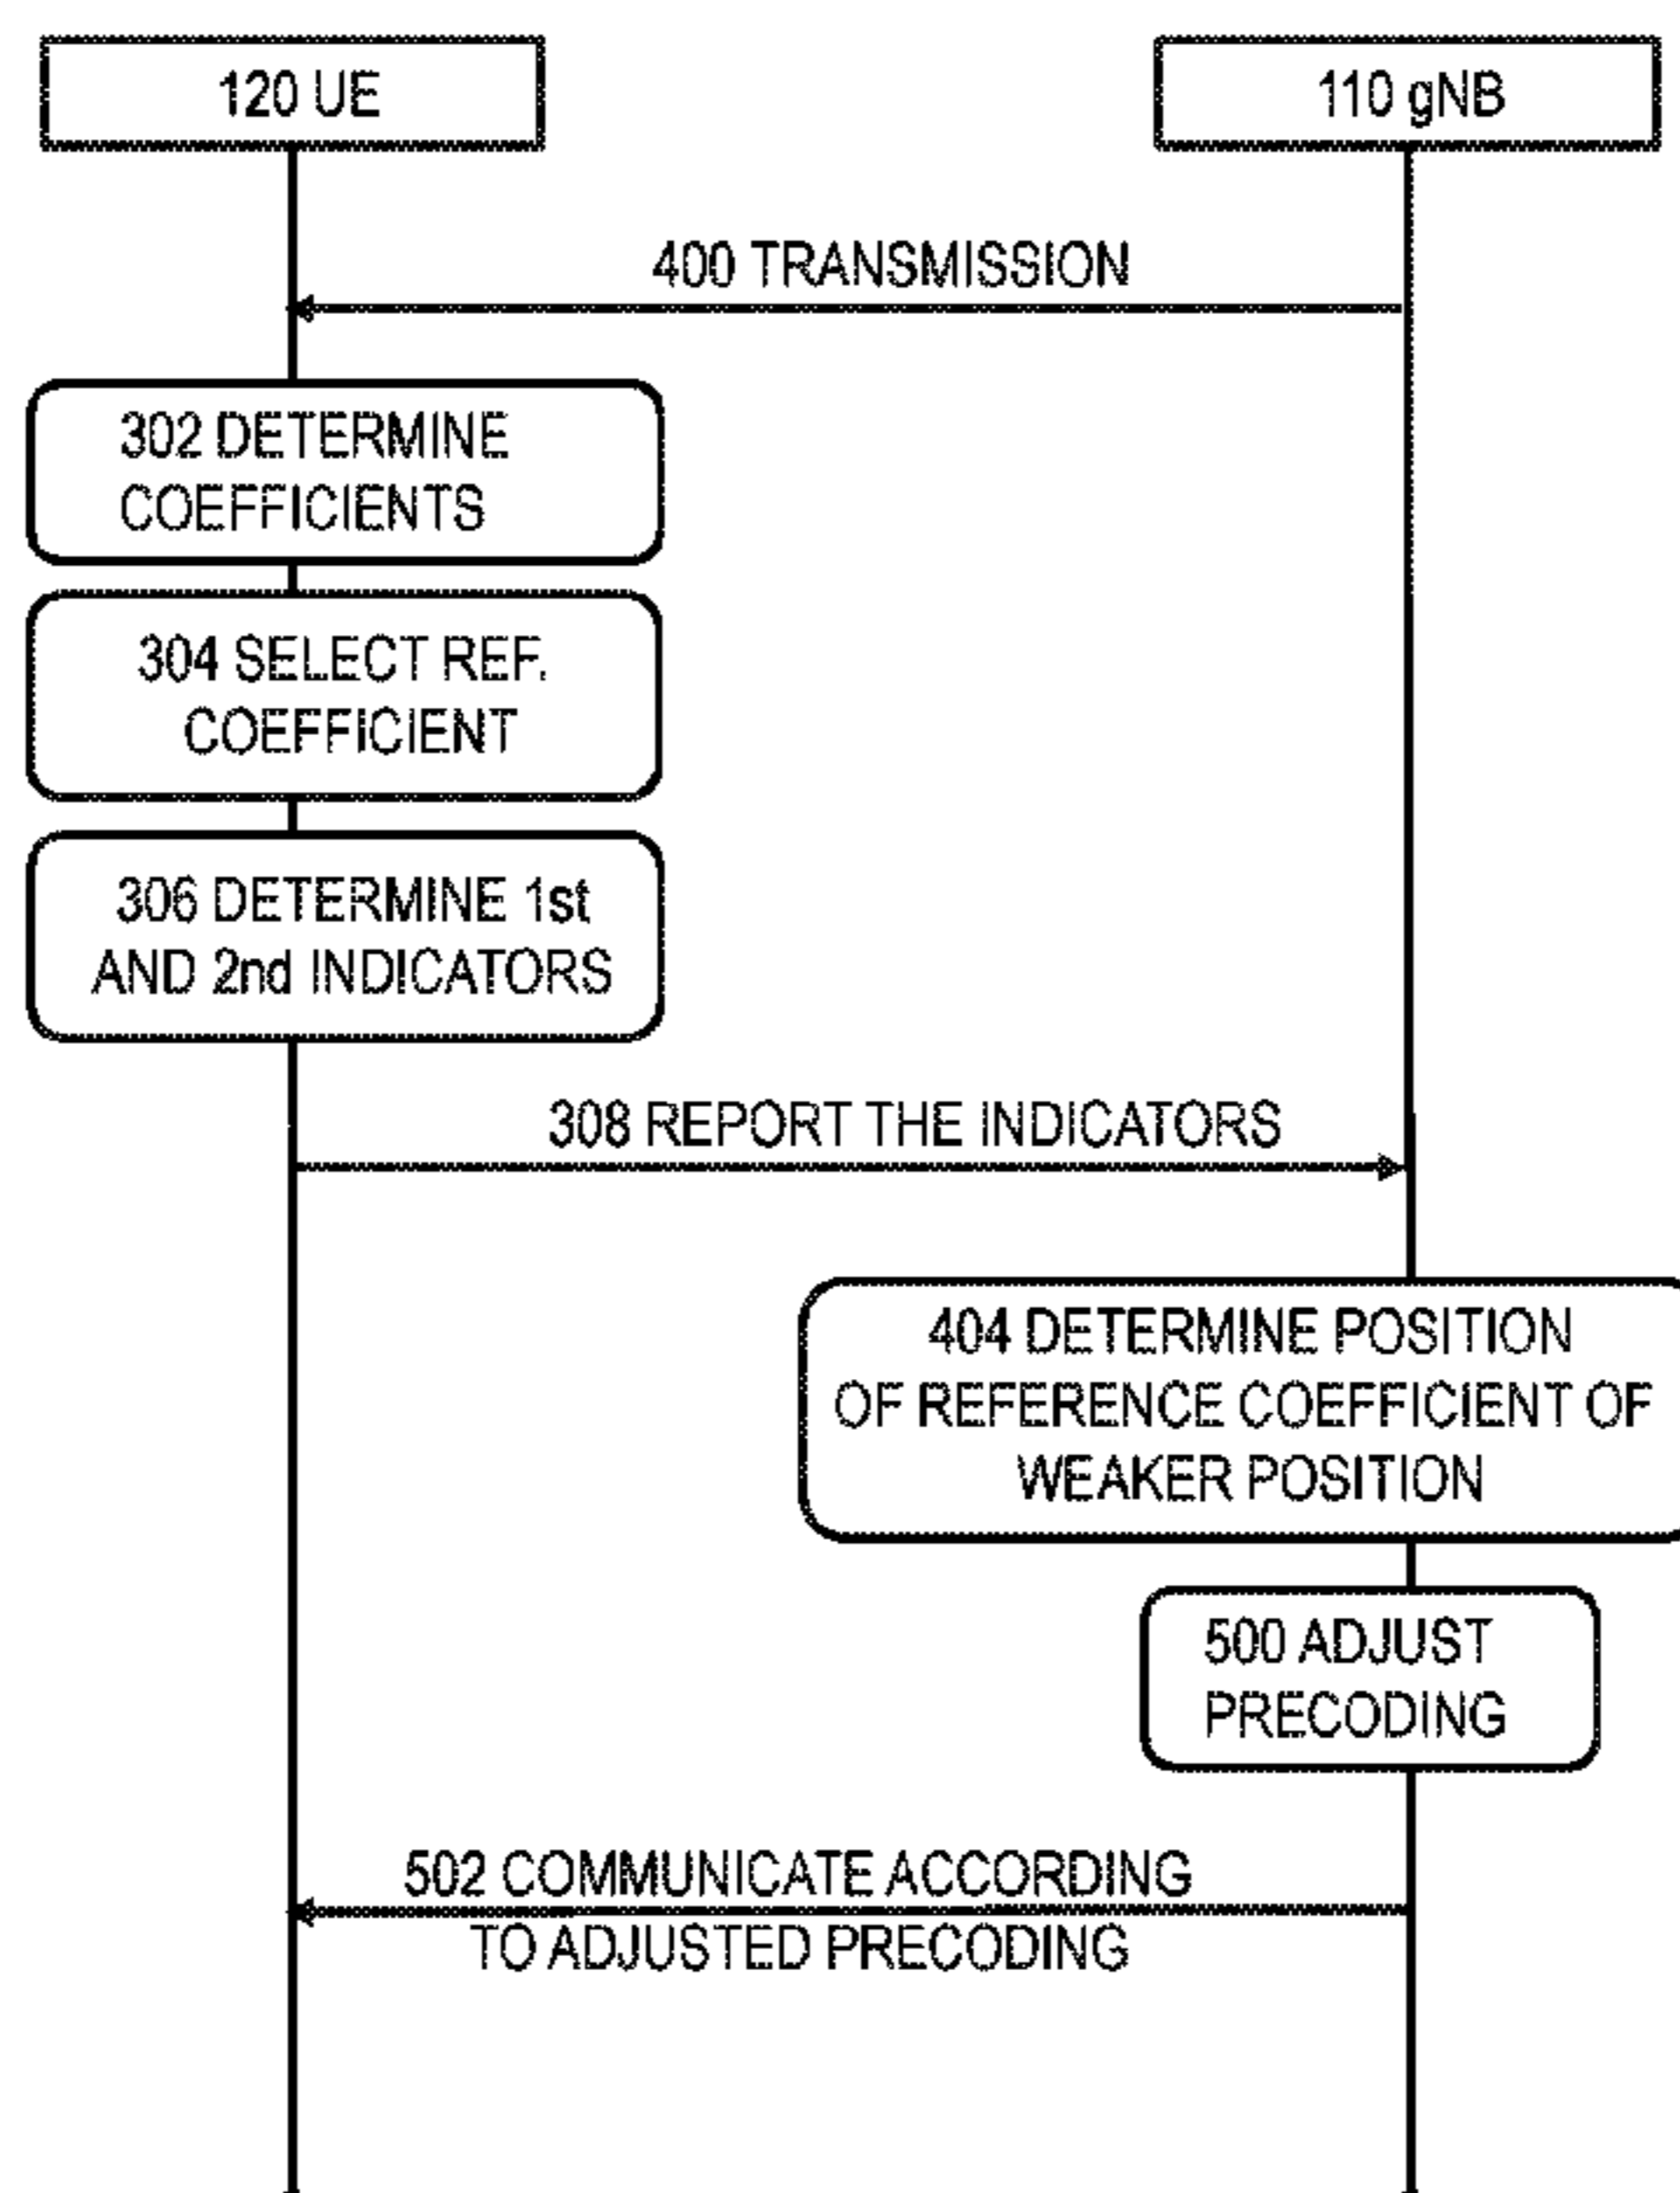 120 UE
110 gNB
400 TRANSMISSION
302 DETERMINE
COEFFICIENTS
304 SELECT REF.
COEFFICIENT
306 DETERMINE 1st
AND 2nd INDICATORS
308 REPORT THE INDICATORS
404 DETERMINE POSITION
OF REFERENCE COEFFICIENT OF
WEAKER POSITION
500 ADJUST
PRECODING
502 COMMUNICATE ACCORDING
TO ADJUSTED PRECODING